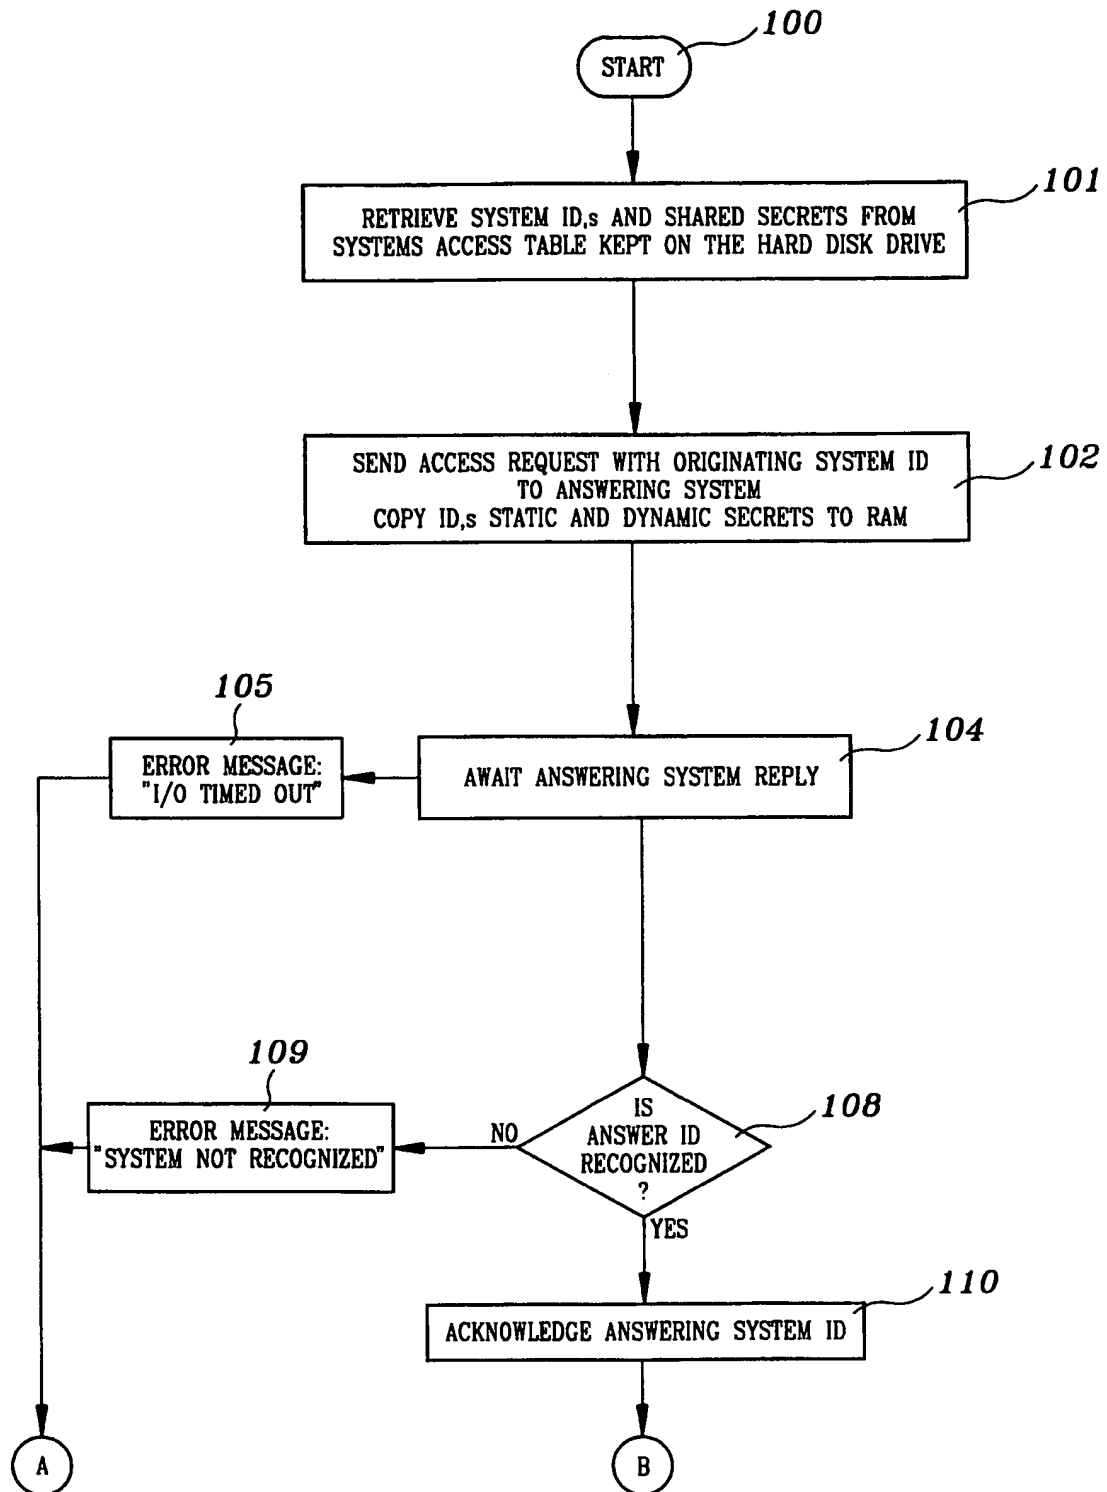 100
START
101
RETRIEVE SYSTEM ID,s AND SHARED SECRETS FROM
SYSTEMS ACCESS TABLE KEPT ON THE HARD DISK DRIVE
102
SEND ACCESS REQUEST WITH ORIGINATING SYSTEM ID
TO ANSWERING SYSTEM
COPY ID,s STATIC AND DYNAMIC SECRETS TO RAM
105
ERROR MESSAGE:
"I/O TIMED OUT"
104
AWAIT ANSWERING SYSTEM REPLY
109
ERROR MESSAGE:
"SYSTEM NOT RECOGNIZED"
NO
108
IS
ANSWER ID
RECOGNIZED
?
YES
110
ACKNOWLEDGE ANSWERING SYSTEM ID
A
B